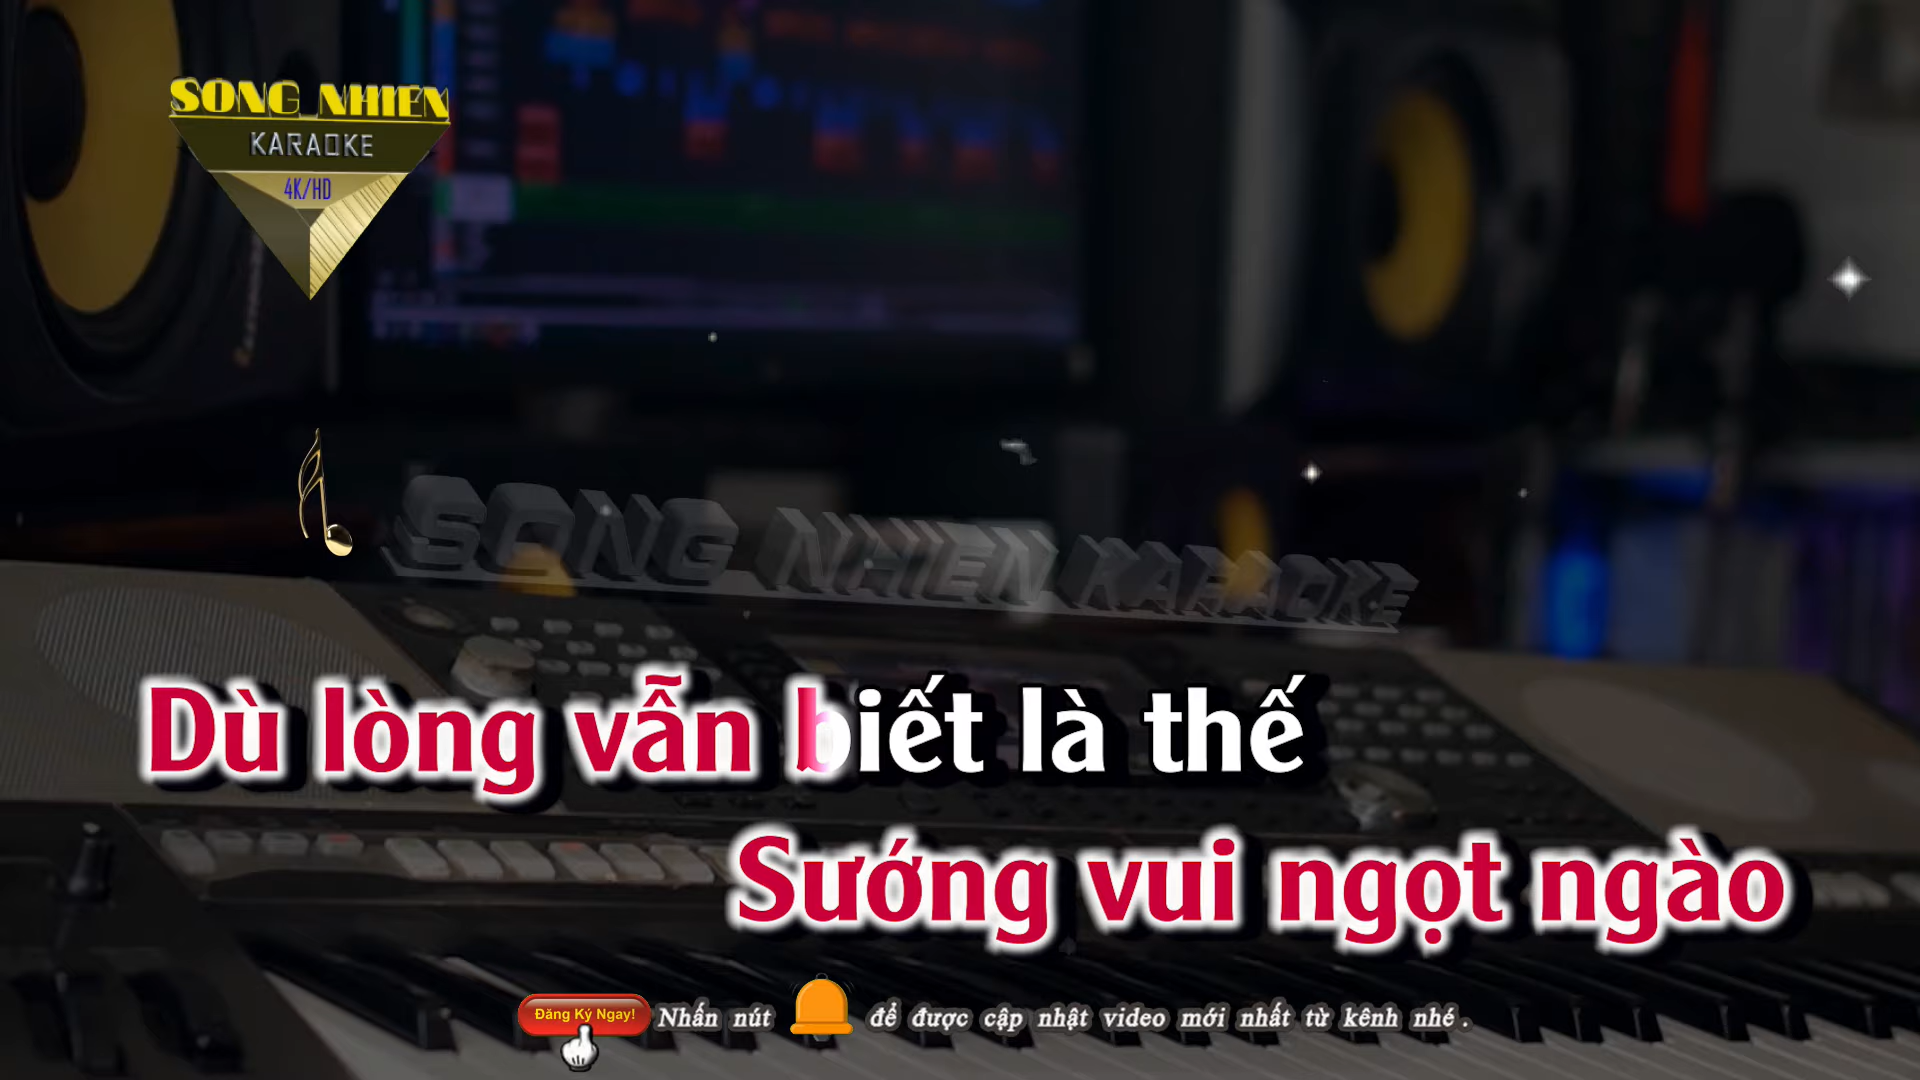 SONG NHIEN
KARAOKE
4K/HD
SONG NHIEN KARAOKE
Dù lòng vẫn biết là thế
Sướng vui ngọt ngào
Đăng Ký Ngay! Nhấn nút để được cập nhật video mới nhất từ kênh nhé .